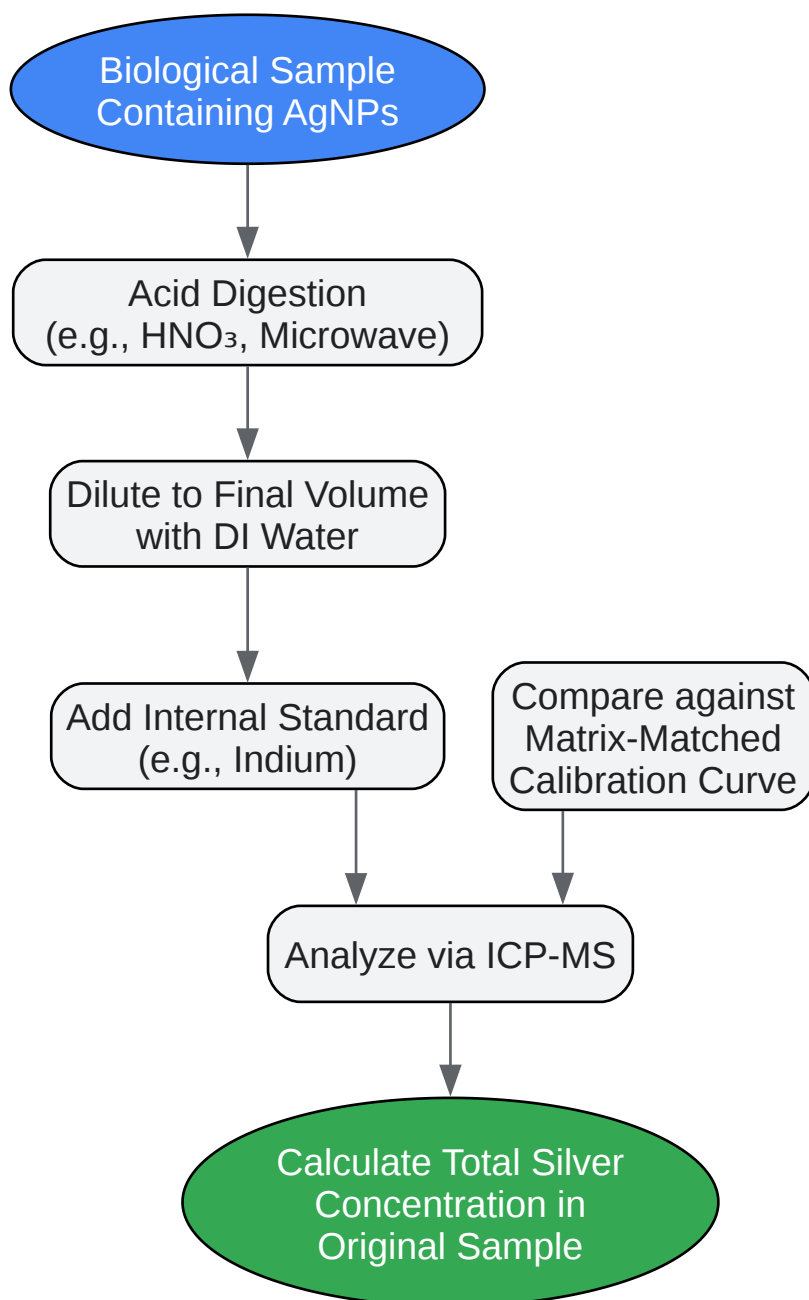 Biological Sample
Containing AgNPs
Acid Digestion
(e.g., HNO₃, Microwave)
Dilute to Final Volume
with DI Water
Add Internal Standard
(e.g., Indium)
Compare against
Matrix-Matched
Calibration Curve
Analyze via ICP-MS
Calculate Total Silver
Concentration in
Original Sample